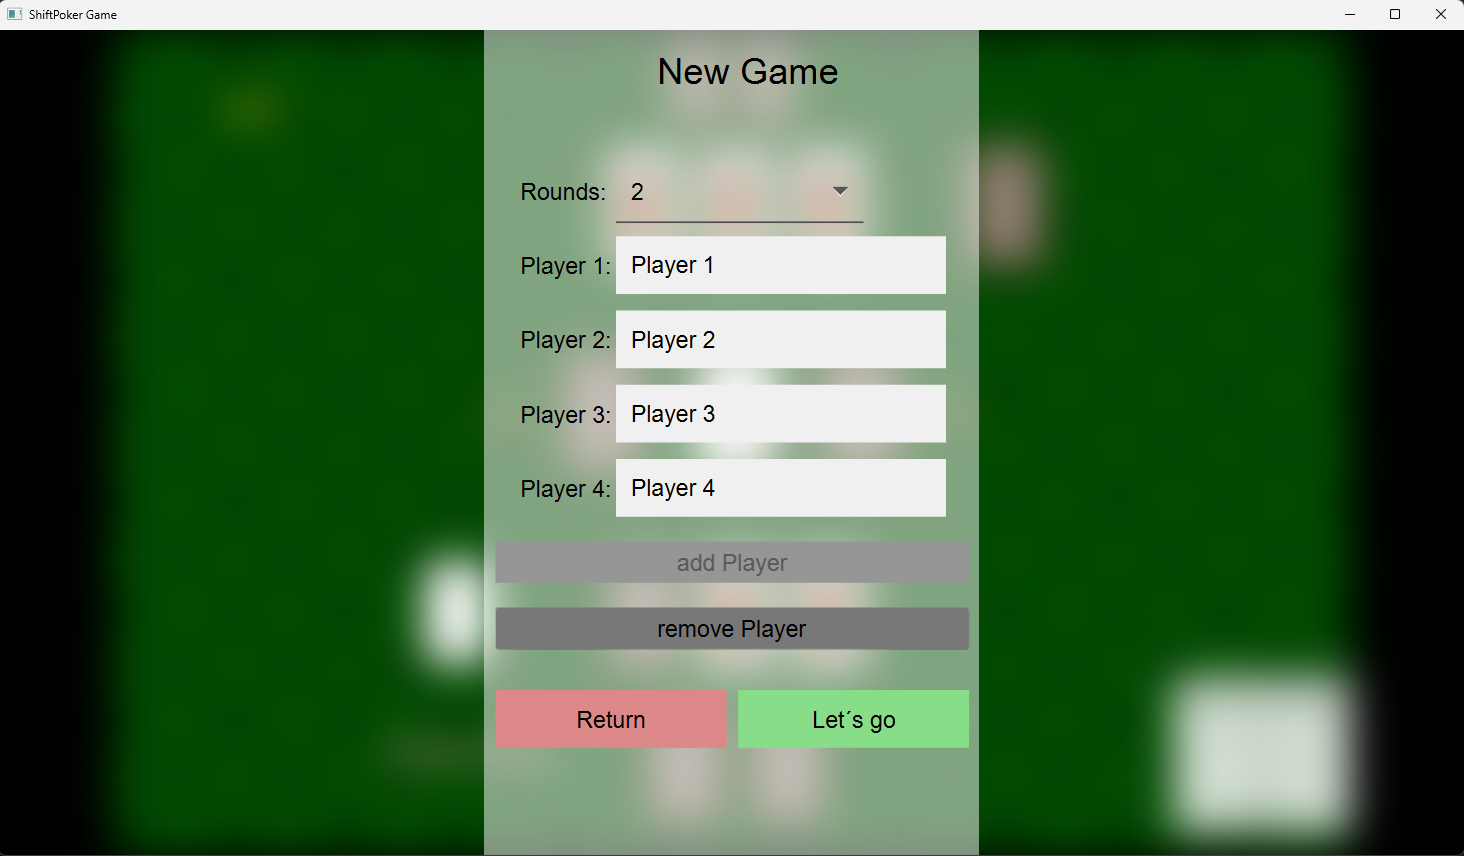 ShiftPoker Game
New Game
Rounds: 2
Player 1: Player 1
Player 2: Player 2
Player 3: Player 3
Player 4: Player 4
add Player
remove Player
Return Let´s go